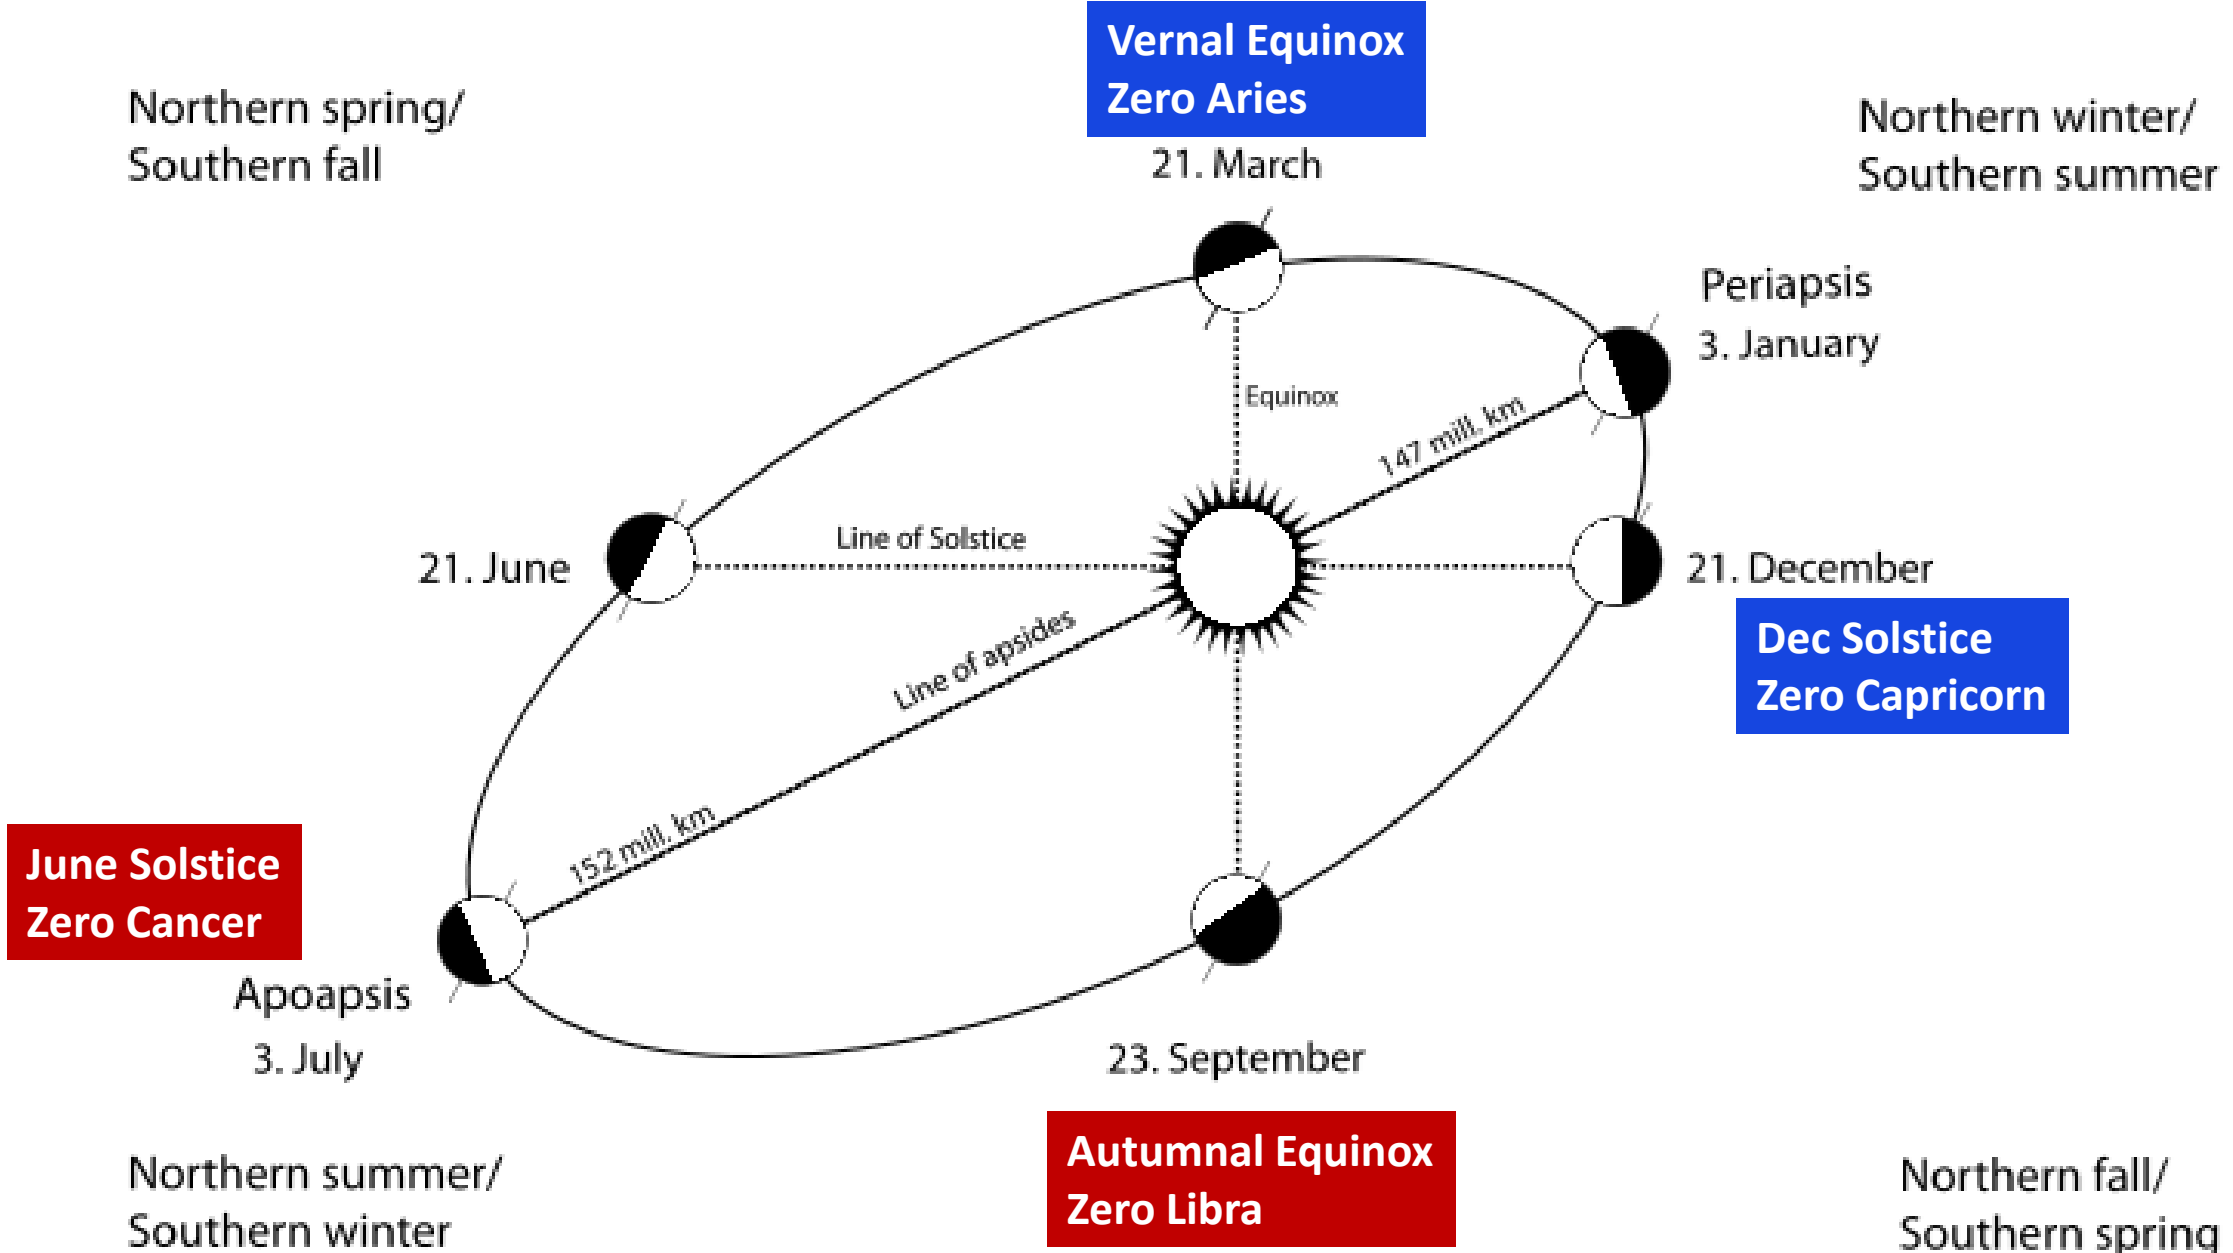 Vernal Equinox
Zero Aries
Northern spring/
Southern fall
21. March
Northern winter/
Southern summer
Periapsis
3. January
Equinox
147 mill. km
Line of Solstice
21. June
21. December
Dec Solstice
Zero Capricorn
Line of apsides
152 mill. km
June Solstice
Zero Cancer
Apoapsis
3. July
23. September
Autumnal Equinox
Zero Libra
Northern summer/
Southern winter
Northern fall/
Southern spring